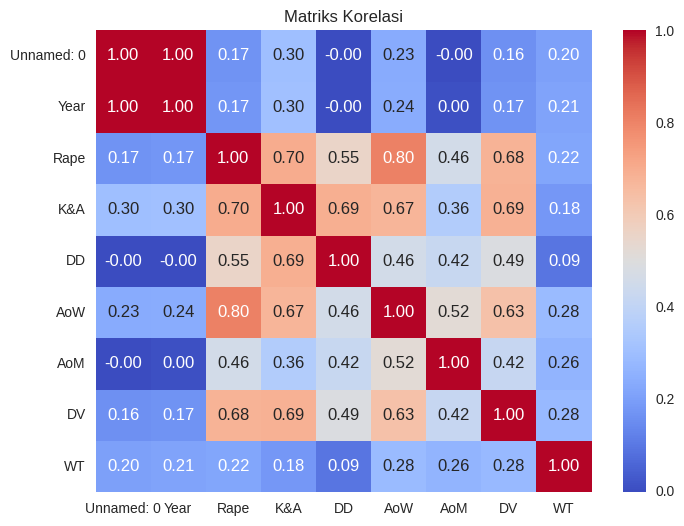 Matriks Korelasi
Unnamed: 0 1.00 1.00 0.17 0.30 -0.00 0.23 -0.00 0.16 0.20
Year 1.00 1.00 0.17 0.30 -0.00 0.24 0.00 0.17 0.21
Rape 0.17 0.17 1.00 0.70 0.55 0.80 0.46 0.68 0.22
K&A 0.30 0.30 0.70 1.00 0.69 0.67 0.36 0.69 0.18
DD -0.00 -0.00 0.55 0.69 1.00 0.46 0.42 0.49 0.09
AoW 0.23 0.24 0.80 0.67 0.46 1.00 0.52 0.63 0.28
AoM -0.00 0.00 0.46 0.36 0.42 0.52 1.00 0.42 0.26
DV 0.16 0.17 0.68 0.69 0.49 0.63 0.42 1.00 0.28
WT 0.20 0.21 0.22 0.18 0.09 0.28 0.26 0.28 1.00
Unnamed: 0 Year Rape K&A DD AoW AoM DV WT
1.0
0.8
0.6
0.4
0.2
0.0